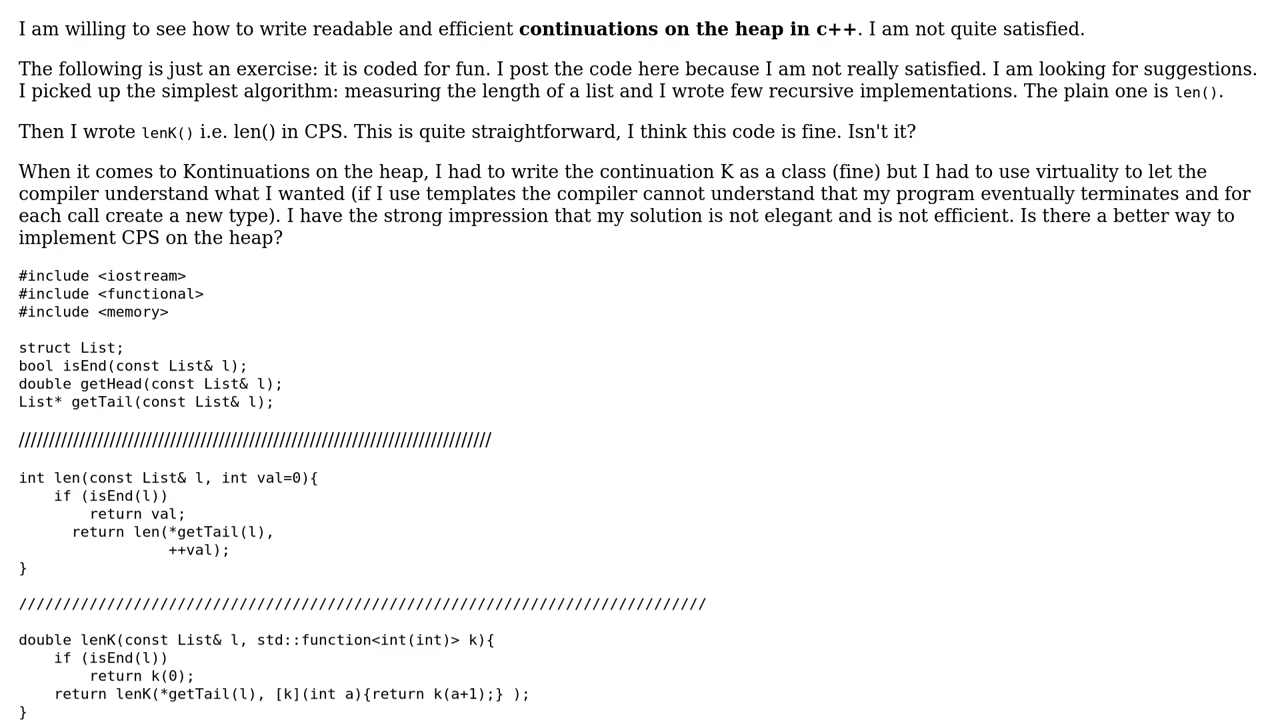 I am willing to see how to write readable and efficient continuations on the heap in c++. I am not quite satisfied.
The following is just an exercise: it is coded for fun. I post the code here because I am not really satisfied. I am looking for suggestions.
I picked up the simplest algorithm: measuring the length of a list and I wrote few recursive implementations. The plain one is len().
Then I wrote lenK() i.e. len() in CPS. This is quite straightforward, I think this code is fine. Isn't it?
When it comes to Kontinuations on the heap, I had to write the continuation K as a class (fine) but I had to use virtuality to let the
compiler understand what I wanted (if I use templates the compiler cannot understand that my program eventually terminates and for
each call create a new type). I have the strong impression that my solution is not elegant and is not efficient. Is there a better way to
implement CPS on the heap?
#include <iostream>
#include <functional>
#include <memory>
struct List;
bool isEnd(const List& l);
double getHead(const List& l);
List* getTail(const List& l);
//////////////////////////////////////////////////////////////////////////////
int len(const List& l, int val=0){
    if (isEnd(l))
        return val;
      return len(*getTail(l),
                 ++val);
}
//////////////////////////////////////////////////////////////////////////////
double lenK(const List& l, std::function<int(int)> k){
    if (isEnd(l))
        return k(0);
    return lenK(*getTail(l), [k](int a){return k(a+1);} );
}